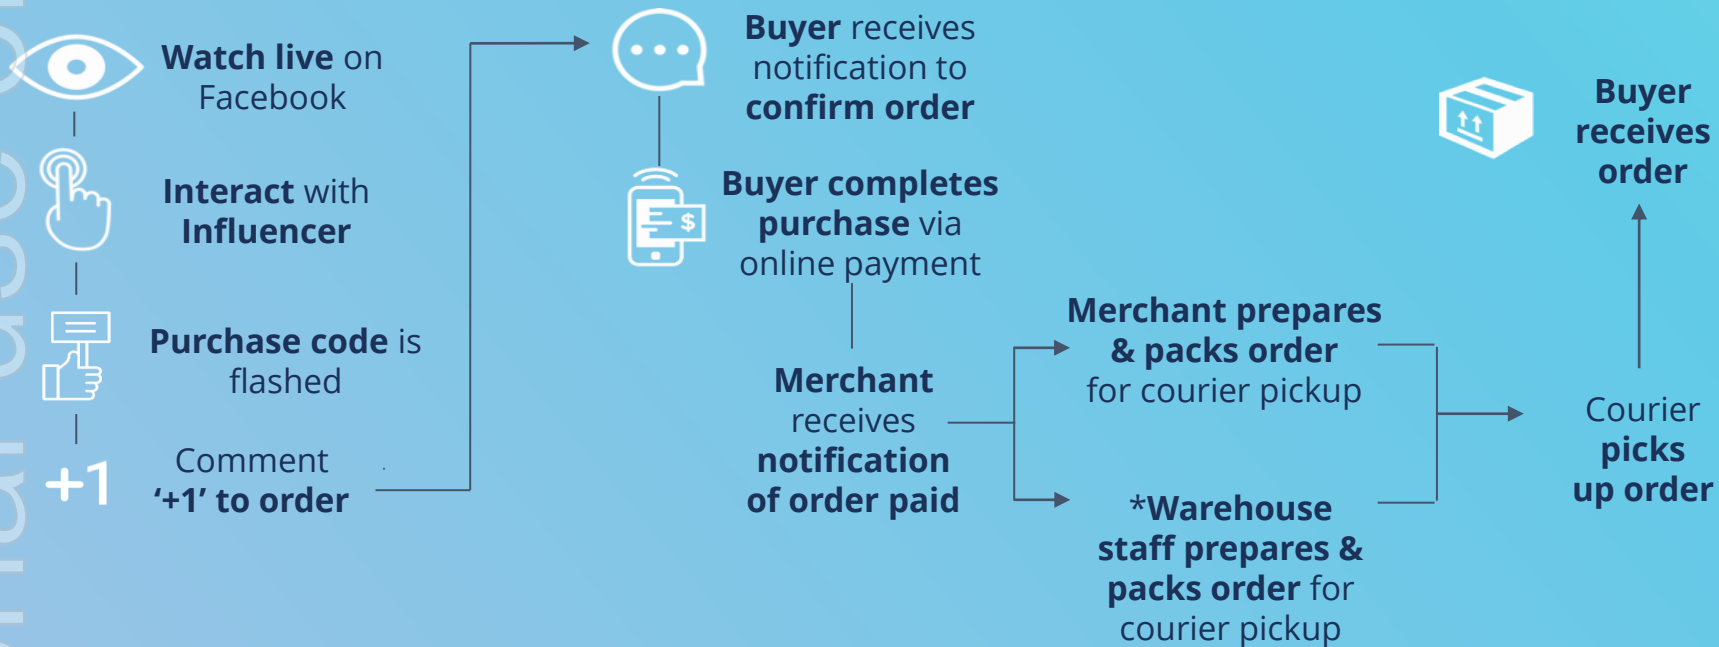 Watch live on
Facebook
Interact with
Influencer
Purchase code is
flashed
+1
Comment
‘+1’ to order
Buyer receives
notification to
confirm order
$
Buyer completes
purchase via
online payment
Merchant
receives
notification
of order paid
Merchant prepares
& packs order
for courier pickup
*Warehouse
staff prepares &
packs order for
courier pickup
Courier
picks
up order
Buyer
receives
order